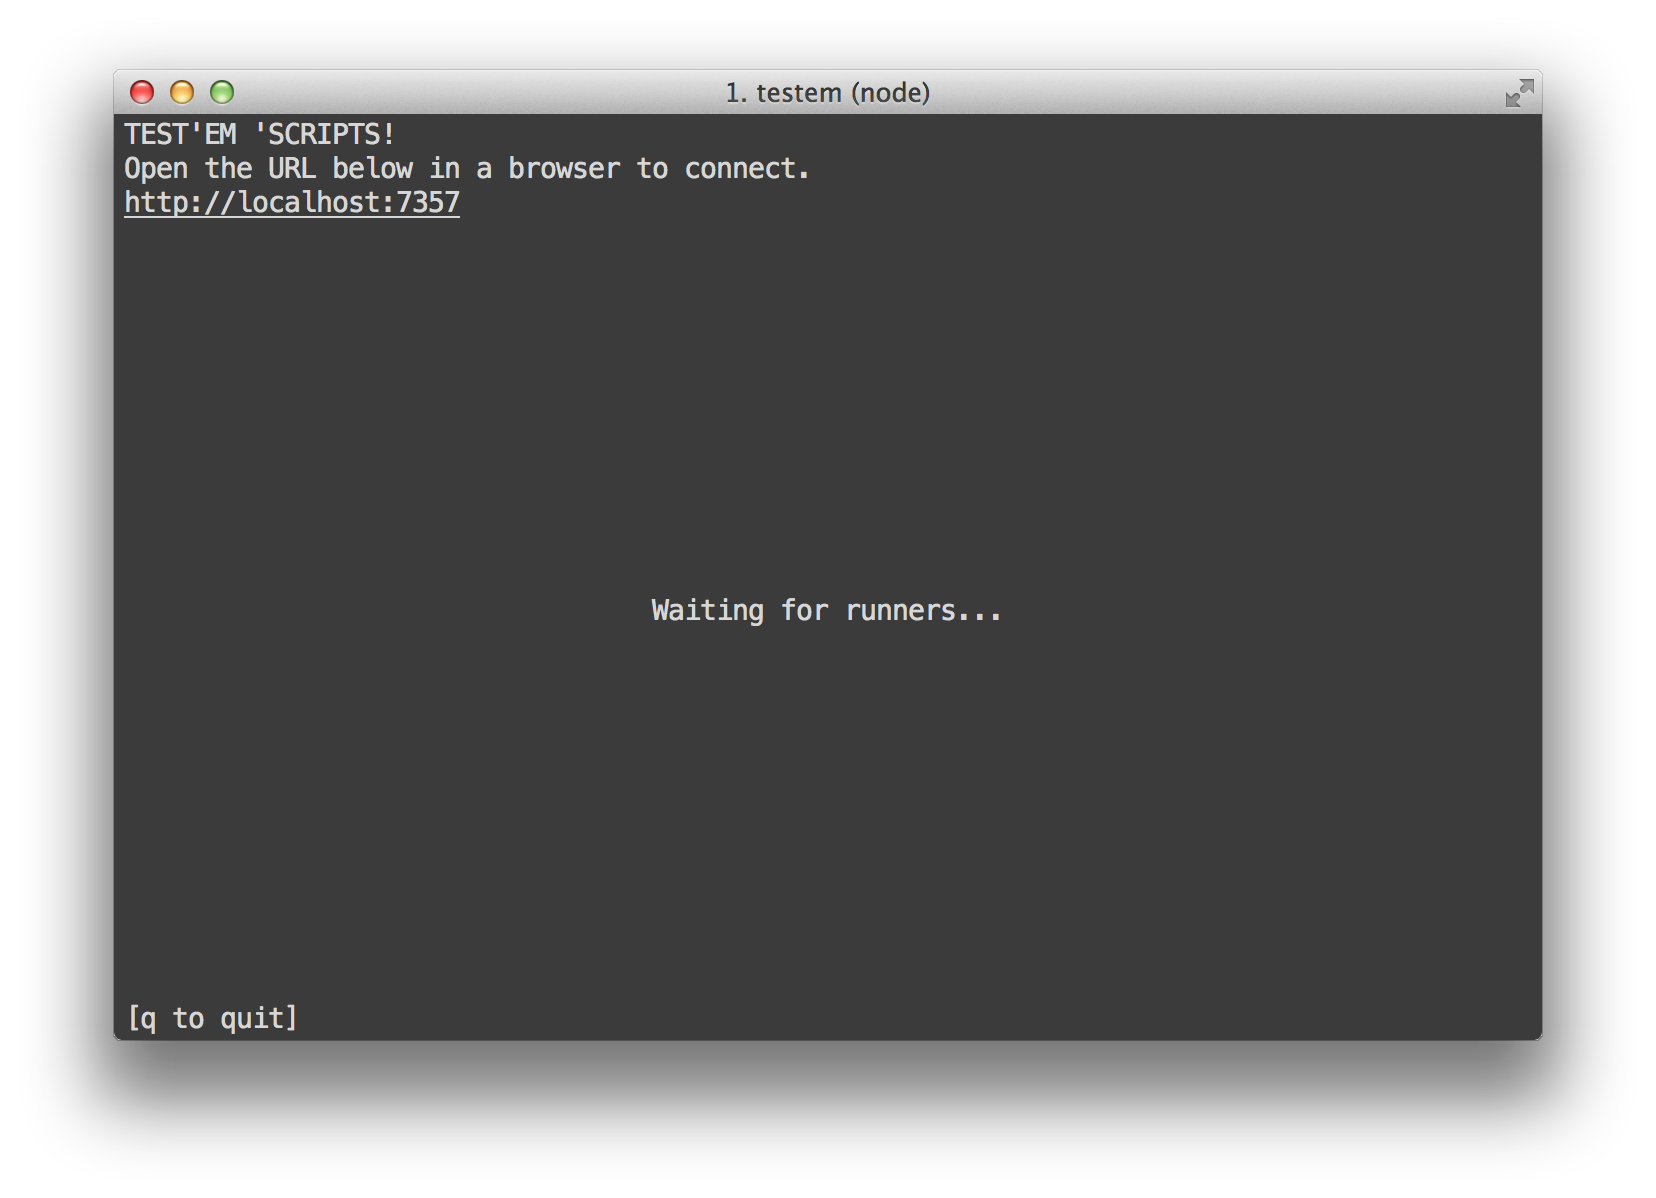 1. testem (node)
TEST'EM 'SCRIPTS!
Open the URL below in a browser to connect.
http://localhost:7357
Waiting for runners...
[q to quit]